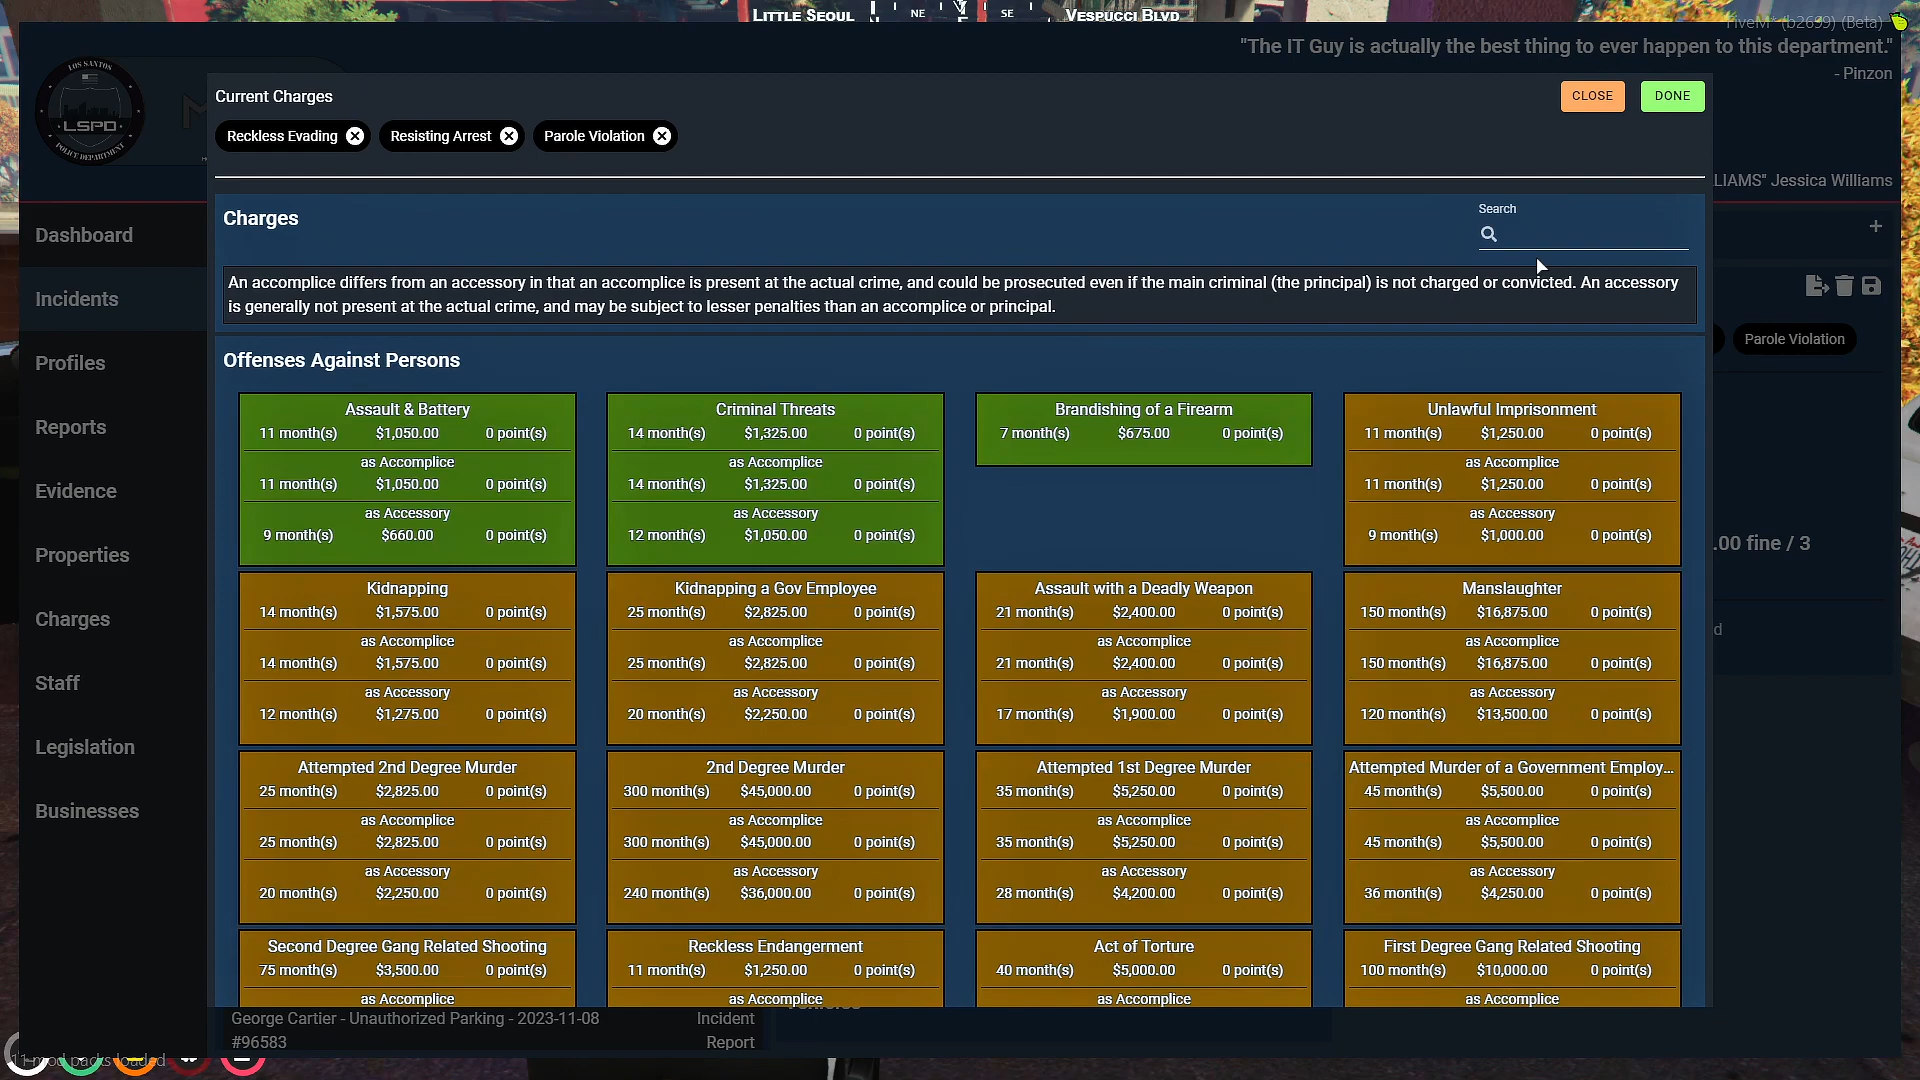 LITTLE SEOUL
NE
SE
VESPUCCI BLVD
FiveM* (b2699) (Beta)
"The IT Guy is actually the best thing to ever happen to this department."
- Pinzon
LOS SANTOS
LSPD
POLICE DEPARTMENT
Current Charges
CLOSE
DONE
Reckless Evading
Resisting Arrest
Parole Violation
LIAMS" Jessica Williams
Dashboard
Incidents
Profiles
Reports
Evidence
Properties
Charges
Staff
Legislation
Businesses
Charges
Search
An accomplice differs from an accessory in that an accomplice is present at the actual crime, and could be prosecuted even if the main criminal (the principal) is not charged or convicted. An accessory
is generally not present at the actual crime, and may be subject to lesser penalties than an accomplice or principal.
Parole Violation
.00 fine / 3
Offenses Against Persons
Assault & Battery
11 month(s) $1,050.00 0 point(s)
as Accomplice
11 month(s) $1,050.00 0 point(s)
as Accessory
9 month(s) $660.00 0 point(s)
Criminal Threats
14 month(s) $1,325.00 0 point(s)
as Accomplice
14 month(s) $1,325.00 0 point(s)
as Accessory
12 month(s) $1,050.00 0 point(s)
Brandishing of a Firearm
7 month(s) $675.00 0 point(s)
Unlawful Imprisonment
11 month(s) $1,250.00 0 point(s)
as Accomplice
11 month(s) $1,250.00 0 point(s)
as Accessory
9 month(s) $1,000.00 0 point(s)
Kidnapping
14 month(s) $1,575.00 0 point(s)
as Accomplice
14 month(s) $1,575.00 0 point(s)
as Accessory
12 month(s) $1,275.00 0 point(s)
Kidnapping a Gov Employee
25 month(s) $2,825.00 0 point(s)
as Accomplice
25 month(s) $2,825.00 0 point(s)
as Accessory
20 month(s) $2,250.00 0 point(s)
Assault with a Deadly Weapon
21 month(s) $2,400.00 0 point(s)
as Accomplice
21 month(s) $2,400.00 0 point(s)
as Accessory
17 month(s) $1,900.00 0 point(s)
Manslaughter
150 month(s) $16,875.00 0 point(s)
as Accomplice
150 month(s) $16,875.00 0 point(s)
as Accessory
120 month(s) $13,500.00 0 point(s)
Attempted 2nd Degree Murder
25 month(s) $2,825.00 0 point(s)
as Accomplice
25 month(s) $2,825.00 0 point(s)
as Accessory
20 month(s) $2,250.00 0 point(s)
2nd Degree Murder
300 month(s) $45,000.00 0 point(s)
as Accomplice
300 month(s) $45,000.00 0 point(s)
as Accessory
240 month(s) $36,000.00 0 point(s)
Attempted 1st Degree Murder
35 month(s) $5,250.00 0 point(s)
as Accomplice
35 month(s) $5,250.00 0 point(s)
as Accessory
28 month(s) $4,200.00 0 point(s)
Attempted Murder of a Government Employ...
45 month(s) $5,500.00 0 point(s)
as Accomplice
45 month(s) $5,500.00 0 point(s)
as Accessory
36 month(s) $4,250.00 0 point(s)
Second Degree Gang Related Shooting
75 month(s) $3,500.00 0 point(s)
as Accomplice
Reckless Endangerment
11 month(s) $1,250.00 0 point(s)
as Accomplice
Act of Torture
40 month(s) $5,000.00 0 point(s)
as Accomplice
First Degree Gang Related Shooting
100 month(s) $10,000.00 0 point(s)
as Accomplice
George Cartier - Unauthorized Parking - 2023-11-08 Incident
#96583 Report
11 mod packs loaded